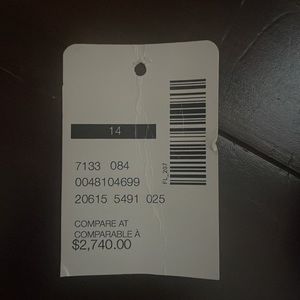 14
7133 084
0048104699
20615 5491 025
COMPARE AT
COMPARABLE À
$2,740.00
FL_207